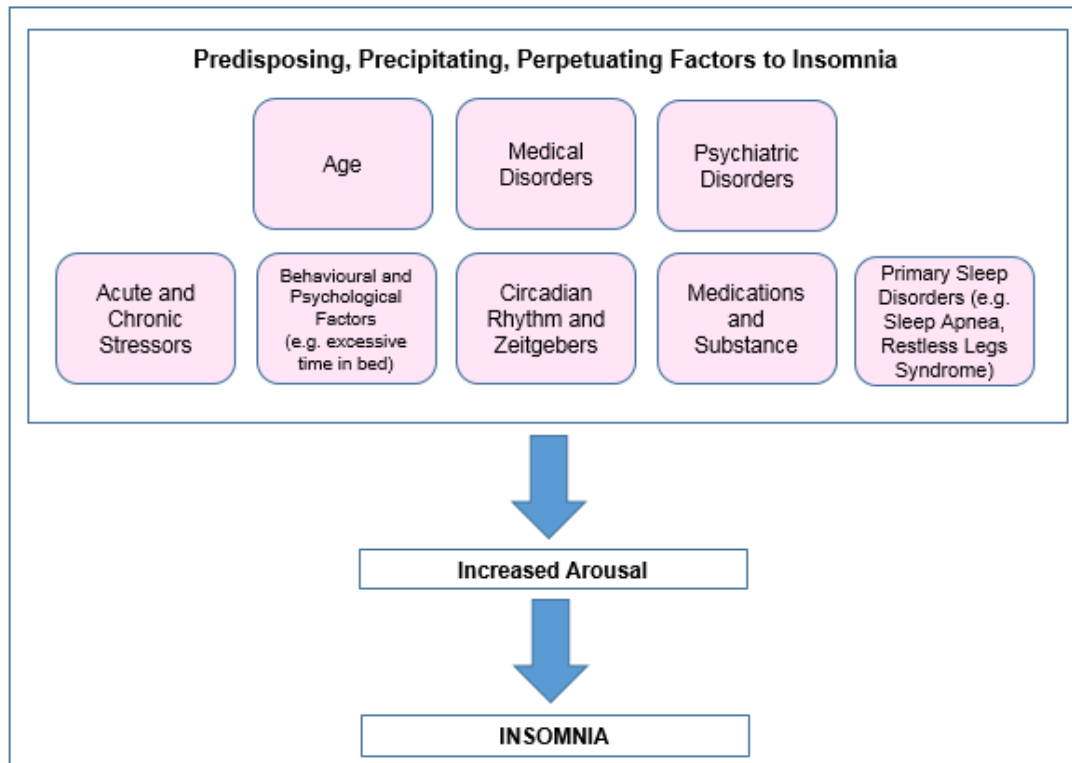 Predisposing, Precipitating, Perpetuating Factors to Insomnia
Age
Medical
Disorders
Psychiatric
Disorders
Acute and
Chronic
Stressors
Behavioural and
Psychological
Factors
(e.g. excessive
time in bed)
Circadian
Rhythm and
Zeitgebers
Medications
and
Substance
Primary Sleep
Disorders (e.g.
Sleep Apnea,
Restless Legs
Syndrome)
Increased Arousal
INSOMNIA